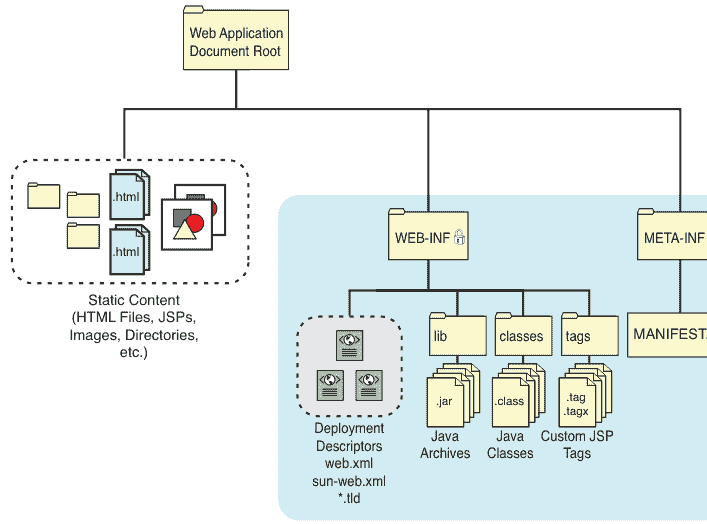 Web Application
Document Root
.html
.html
Static Content
(HTML Files, JSPs,
Images, Directories,
etc.)
WEB-INF
META-INF
lib
classes
tags
MANIFEST.
.jar
.class
.tag
.tagx
Deployment
Descriptors
web.xml
sun-web.xml
*.tld
Java
Archives
Java
Classes
Custom JSP
Tags